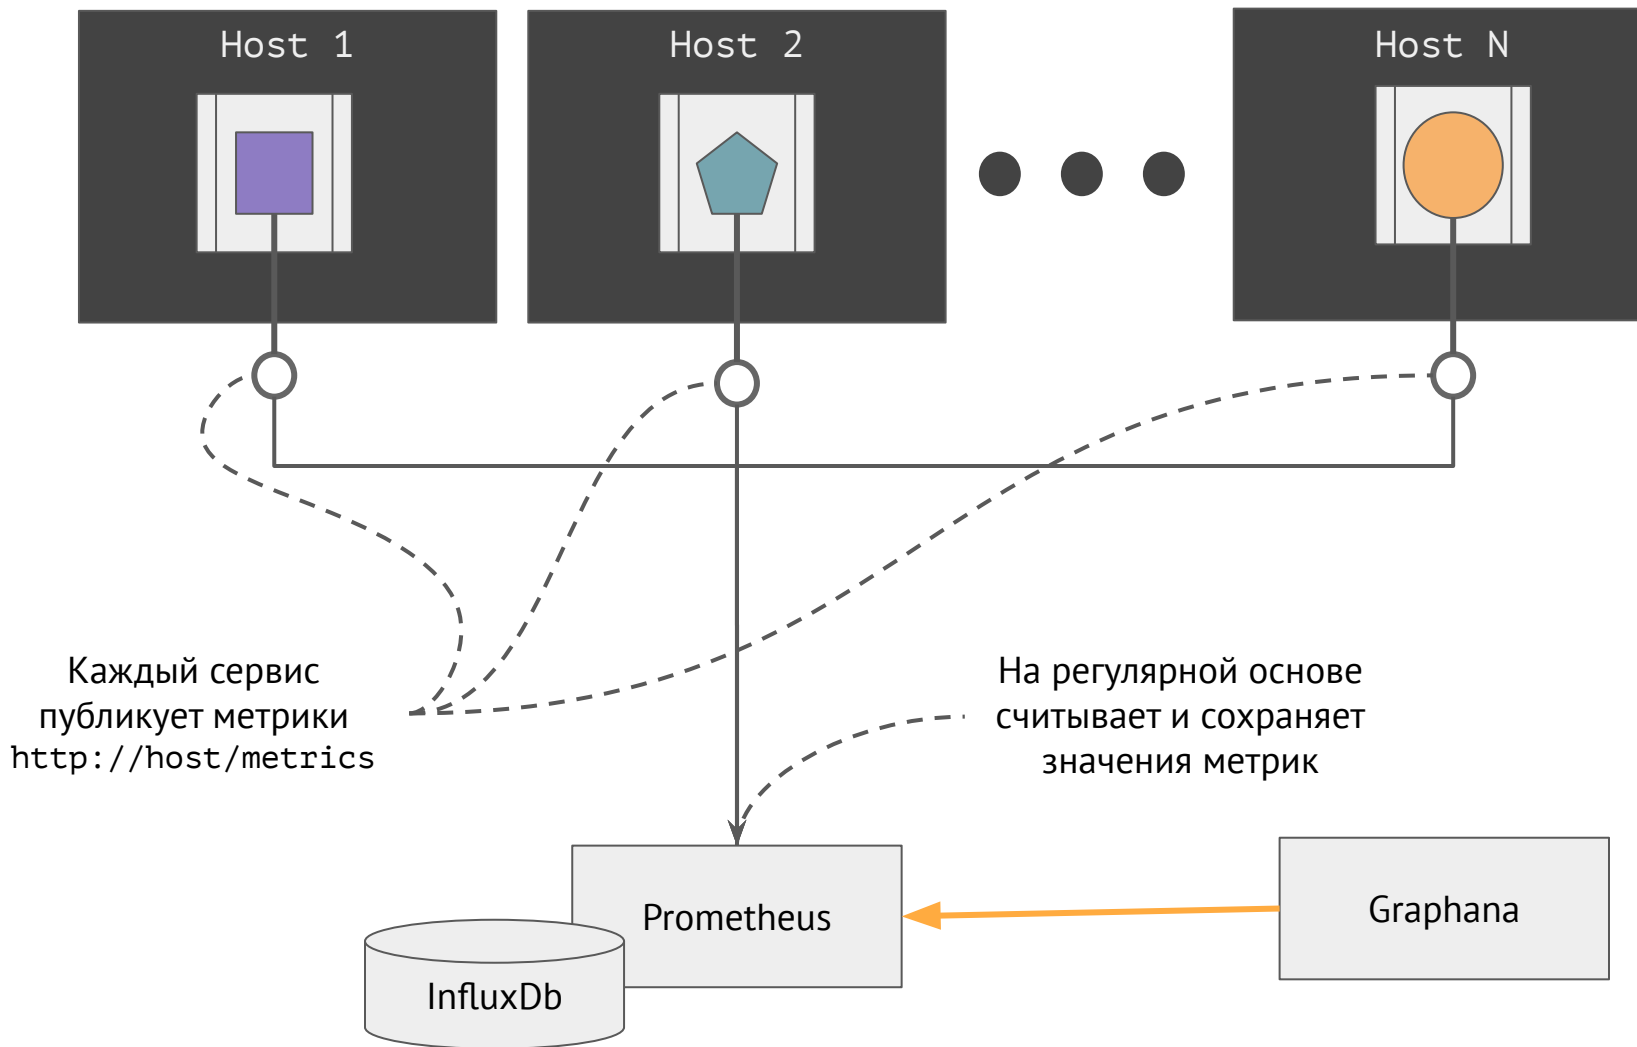 Host 1
Host 2
Host N
Каждый сервис
публикует метрики
http://host/metrics
На регулярной основе
считывает и сохраняет
значения метрик
Prometheus
Graphana
InfluxDb